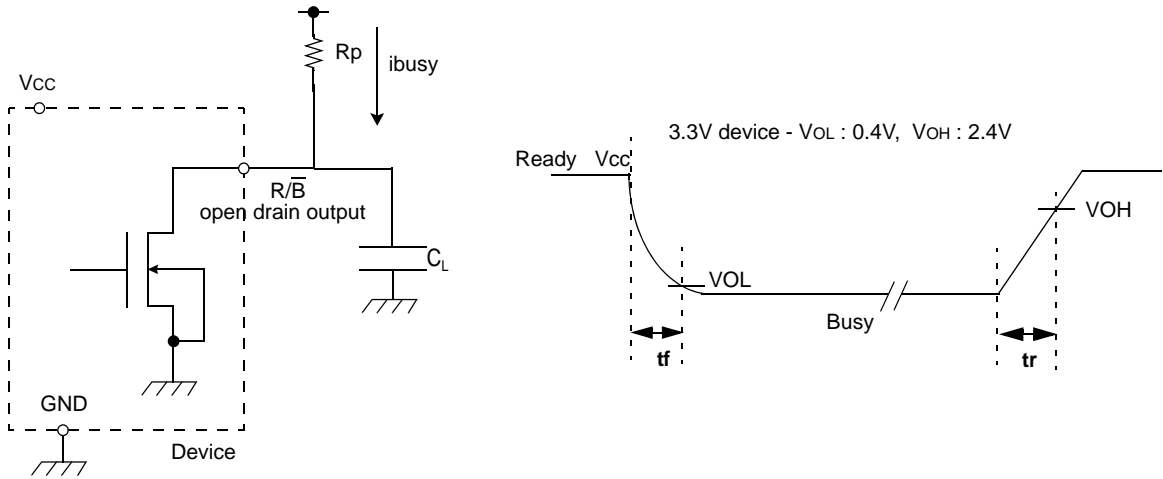 Rp
ibusy
VCC
R/B̅
open drain output
CL
GND
Device
3.3V device - VOL : 0.4V, VOH : 2.4V
Ready Vcc
VOH
VOL
Busy
tf
tr